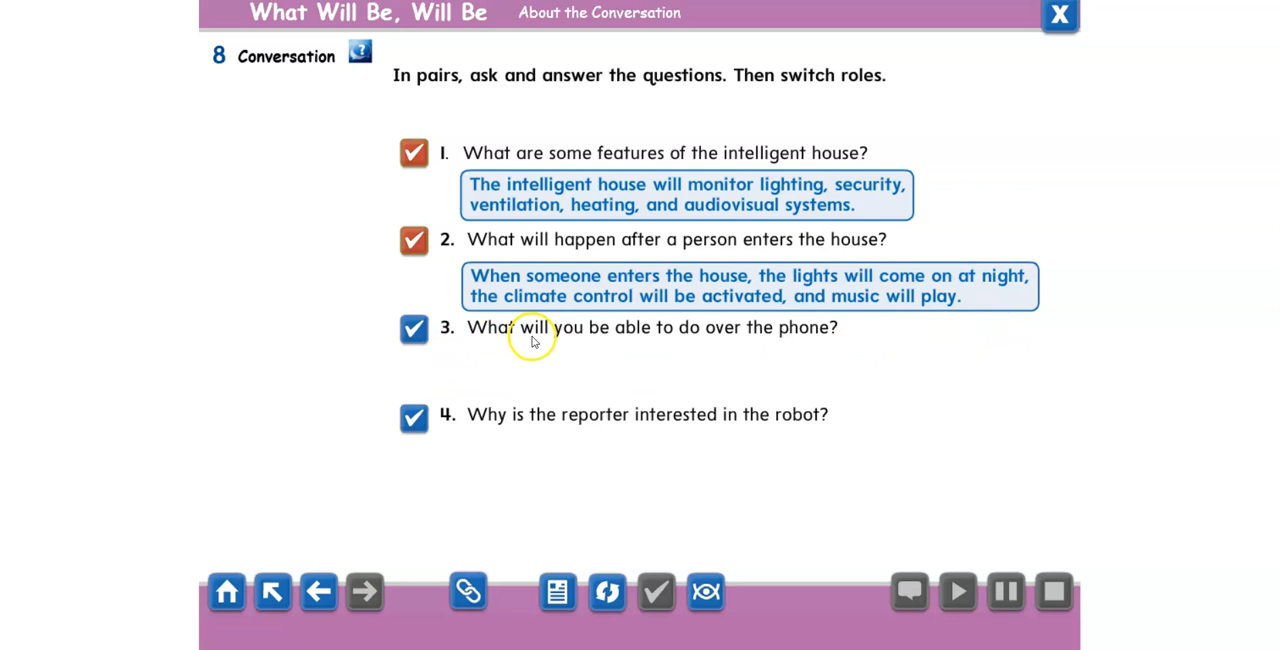 What Will Be, Will Be About the Conversation X
8 Conversation ?
In pairs, ask and answer the questions. Then switch roles.
1. What are some features of the intelligent house?
The intelligent house will monitor lighting, security,
ventilation, heating, and audiovisual systems.
2. What will happen after a person enters the house?
When someone enters the house, the lights will come on at night,
the climate control will be activated, and music will play.
3. What will you be able to do over the phone?
4. Why is the reporter interested in the robot?